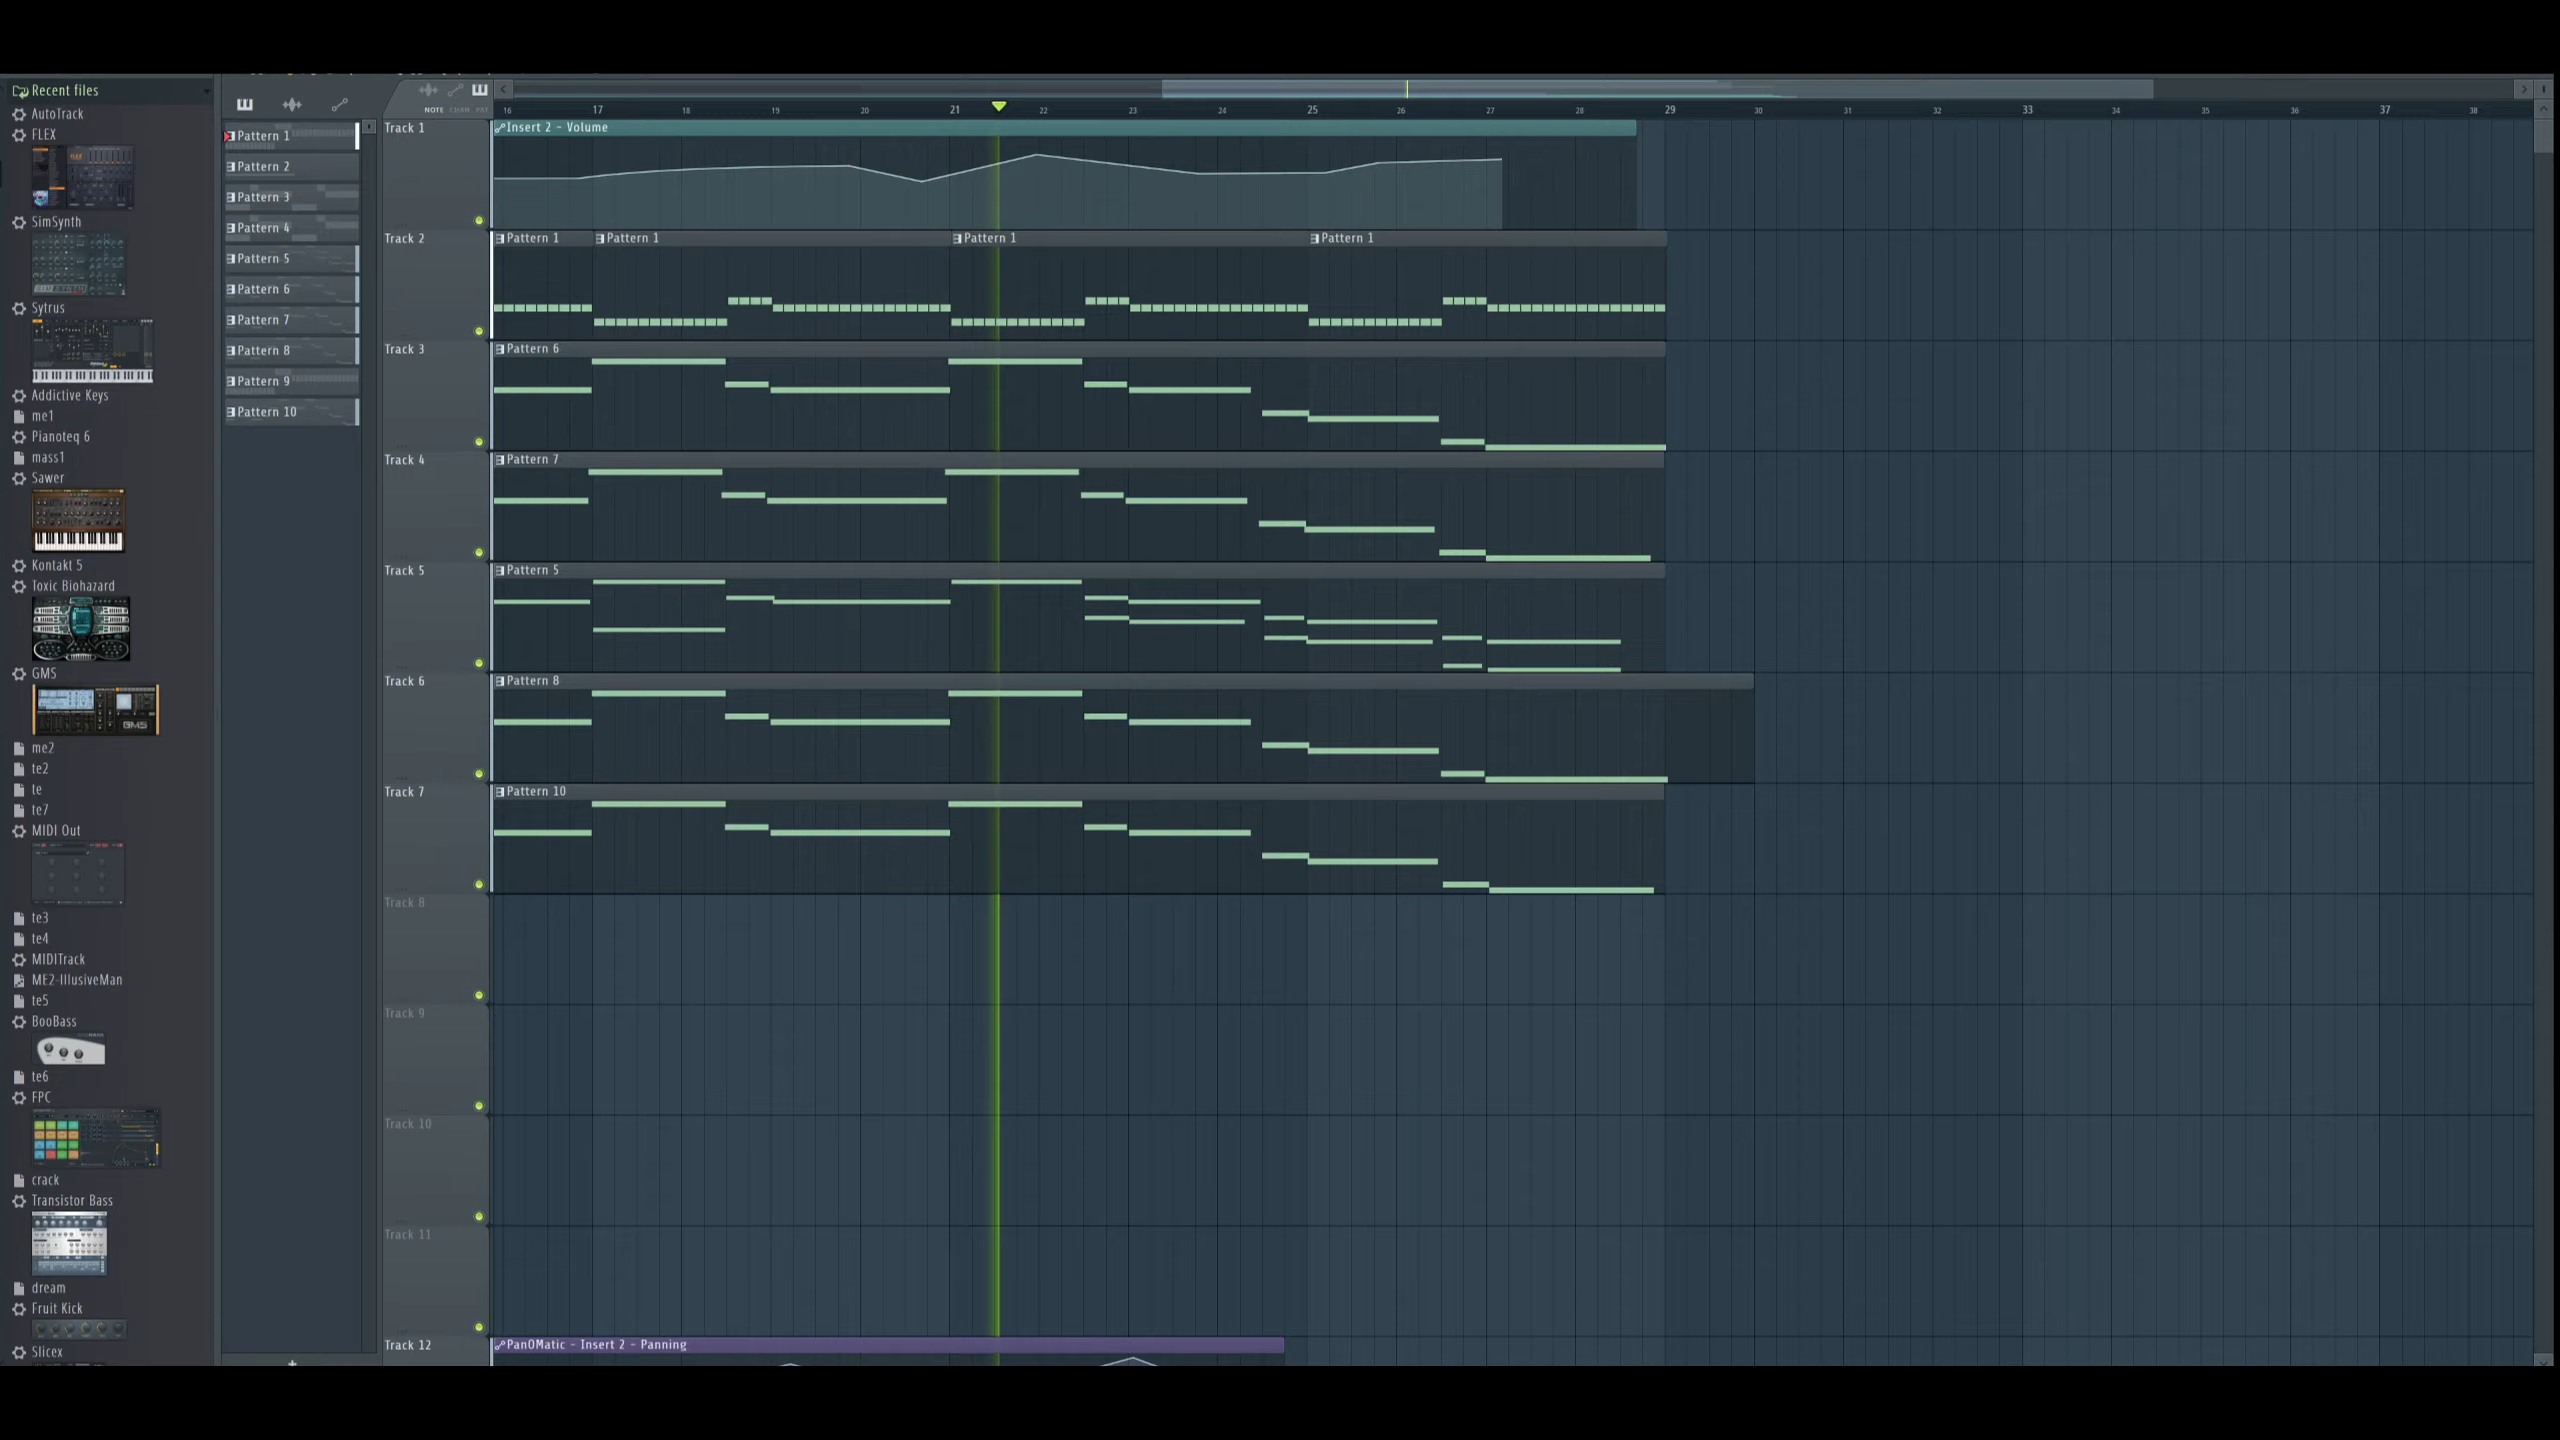 Recent files
AutoTrack
FLEX
SimSynth
Sytrus
Addictive Keys
me1
Pianoteq 6
mass1
Sawer
Kontakt 5
Toxic Biohazard
GMS
GMS
me2
te2
te
te7
MIDI Out
te3
te4
MIDITrack
ME2-IllusiveMan
te5
BooBass
te6
FPC
crack
Transistor Bass
dream
Fruit Kick
Slicex
Pattern 1
Pattern 2
Pattern 3
Pattern 4
Pattern 5
Pattern 6
Pattern 7
Pattern 8
Pattern 9
Pattern 10
NOTE CHAN PAT
16 17 18 19 20 21 22 23 24 25 26 27 28 29 30 31 32 33 34 35 36 37 38
Track 1 Insert 2 - Volume
Track 2 Pattern 1 Pattern 1 Pattern 1 Pattern 1
Track 3 Pattern 6
Track 4 Pattern 7
Track 5 Pattern 5
Track 6 Pattern 8
Track 7 Pattern 10
Track 8
Track 9
Track 10
Track 11
Track 12 PanOMatic - Insert 2 - Panning